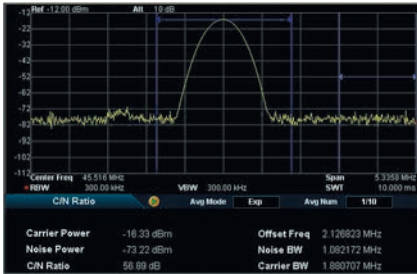 Ref -12.00 dBm Att 10 dB
-12
-22
-32
-42
-52
-62
-72
-82
-92
-102
-112
Center Freq 45.516 MHz Span 5.3358 MHz
RBW 300.00 kHz VBW 300.00 kHz SWT 10.000 ms
C/N Ratio Avg Mode Exp Avg Num 1/10
Carrier Power -16.33 dBm Offset Freq 2.126823 MHz
Noise Power -73.22 dBm Noise BW 1.082172 MHz
C/N Ratio 56.89 dB Carrier BW 1.880707 MHz